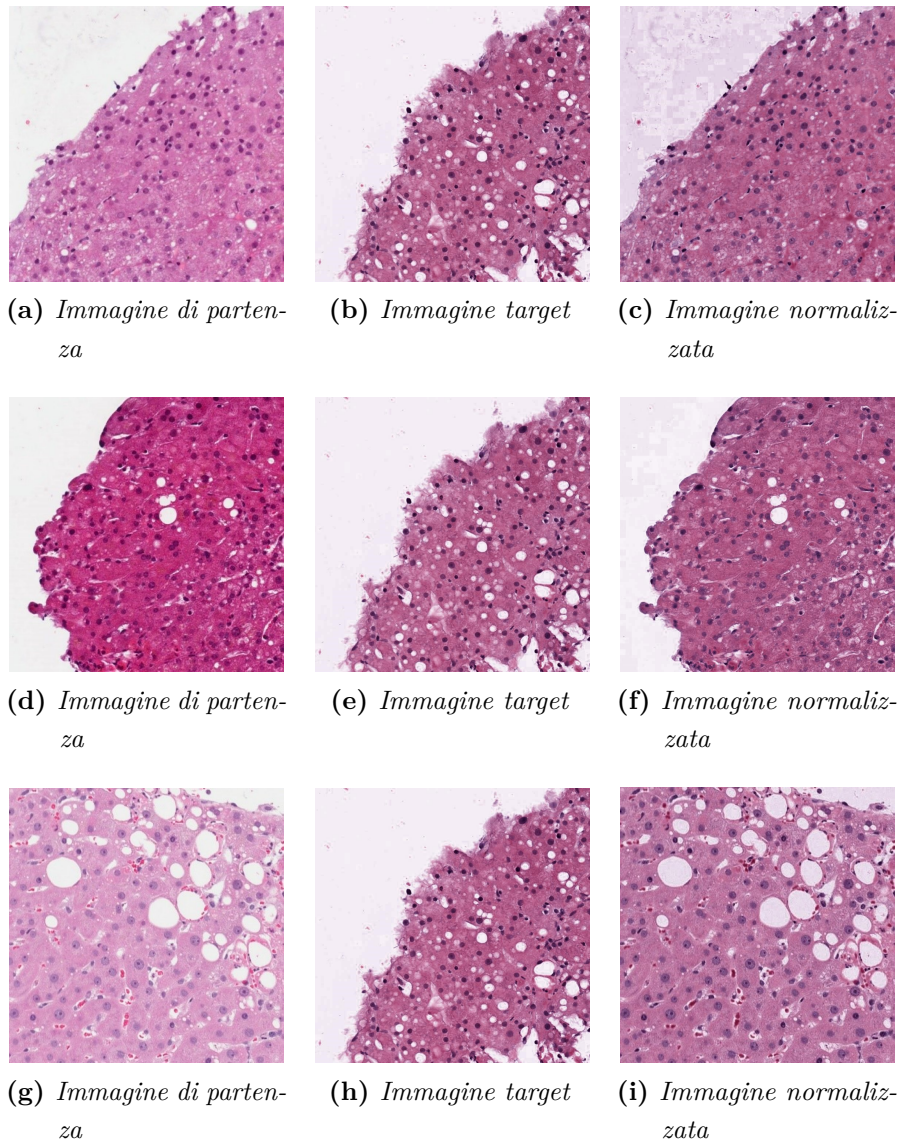 (a) Immagine di parten-
za
(b) Immagine target
(c) Immagine normaliz-
zata
(d) Immagine di parten-
za
(e) Immagine target
(f) Immagine normaliz-
zata
(g) Immagine di parten-
za
(h) Immagine target
(i) Immagine normaliz-
zata